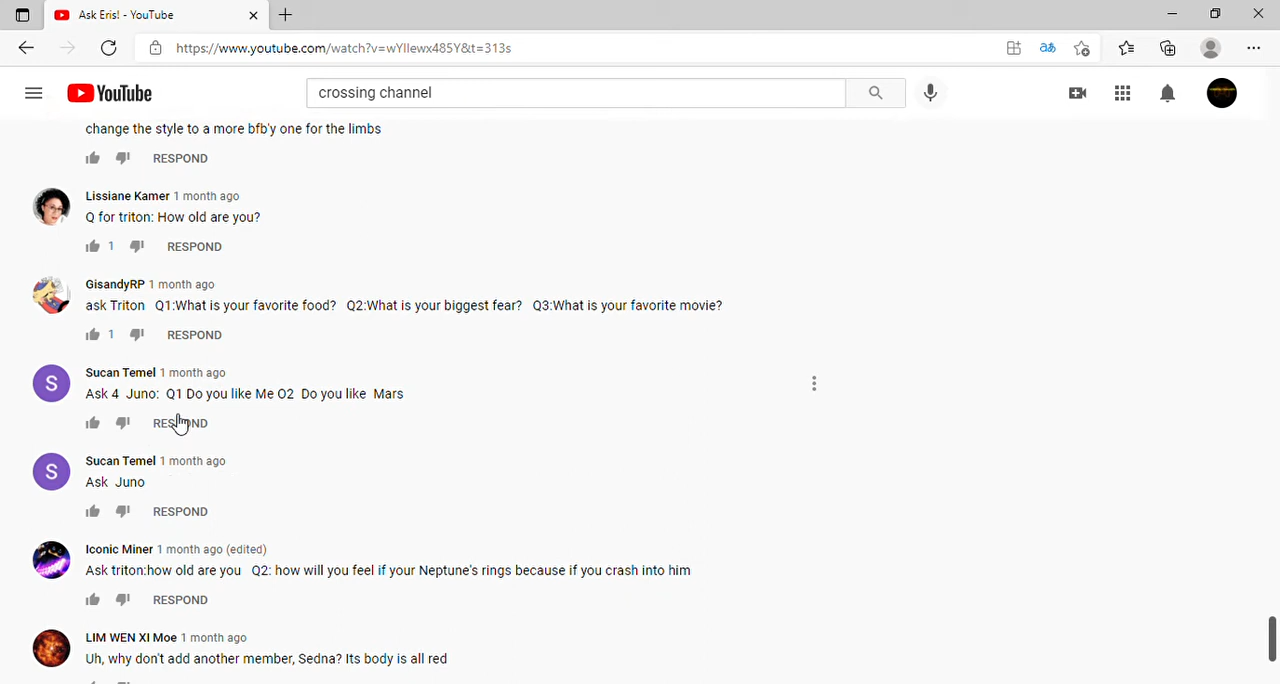 Ask Eris! - YouTube
https://www.youtube.com/watch?v=wYIlewx485Y&t=313s
YouTube
crossing channel
change the style to a more bfb'y one for the limbs
RESPOND
Lissiane Kamer 1 month ago
Q for triton: How old are you?
1 RESPOND
GisandyRP 1 month ago
ask Triton Q1:What is your favorite food? Q2:What is your biggest fear? Q3:What is your favorite movie?
1 RESPOND
Sucan Temel 1 month ago
S
Ask 4 Juno: Q1 Do you like Me O2 Do you like Mars
RESPOND
Sucan Temel 1 month ago
S
Ask Juno
RESPOND
Iconic Miner 1 month ago (edited)
Ask triton:how old are you Q2: how will you feel if your Neptune's rings because if you crash into him
RESPOND
LIM WEN XI Moe 1 month ago
Uh, why don't add another member, Sedna? Its body is all red